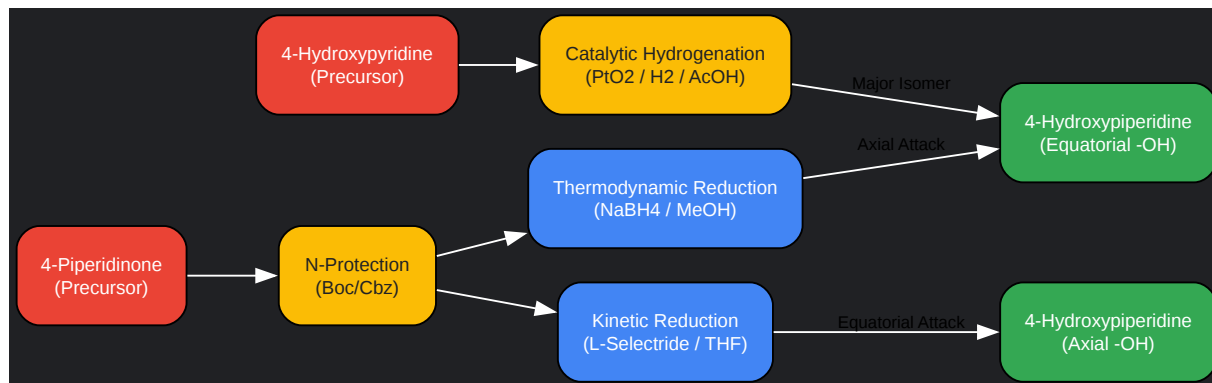 4-Hydroxypyridine
(Precursor)
Catalytic Hydrogenation
(PtO2 / H2 / AcOH)
Major Isomer
4-Hydroxypiperidine
(Equatorial -OH)
Axial Attack
Thermodynamic Reduction
(NaBH4 / MeOH)
4-Piperidinone
(Precursor)
N-Protection
(Boc/Cbz)
Kinetic Reduction
(L-Selectride / THF)
Equatorial Attack
4-Hydroxypiperidine
(Axial -OH)